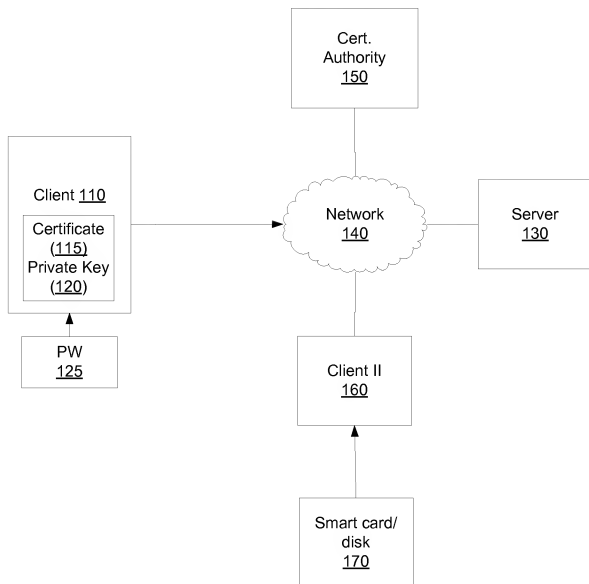 Cert.
Authority
150
Client 110
Certificate
(115)
Private Key
(120)
Network
140
Server
130
PW
125
Client II
160
Smart card/
disk
170